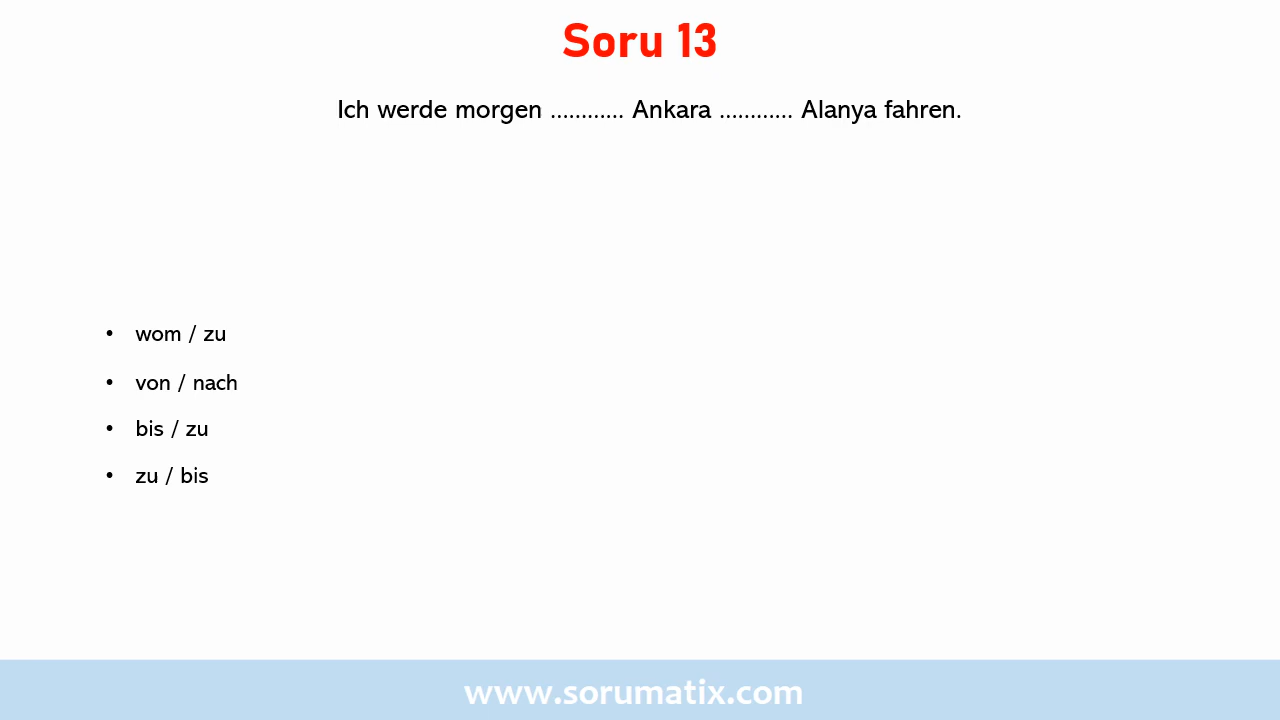 Soru 13
Ich werde morgen ............ Ankara ............ Alanya fahren.
• wom / zu
• von / nach
• bis / zu
• zu / bis
www.sorumatix.com